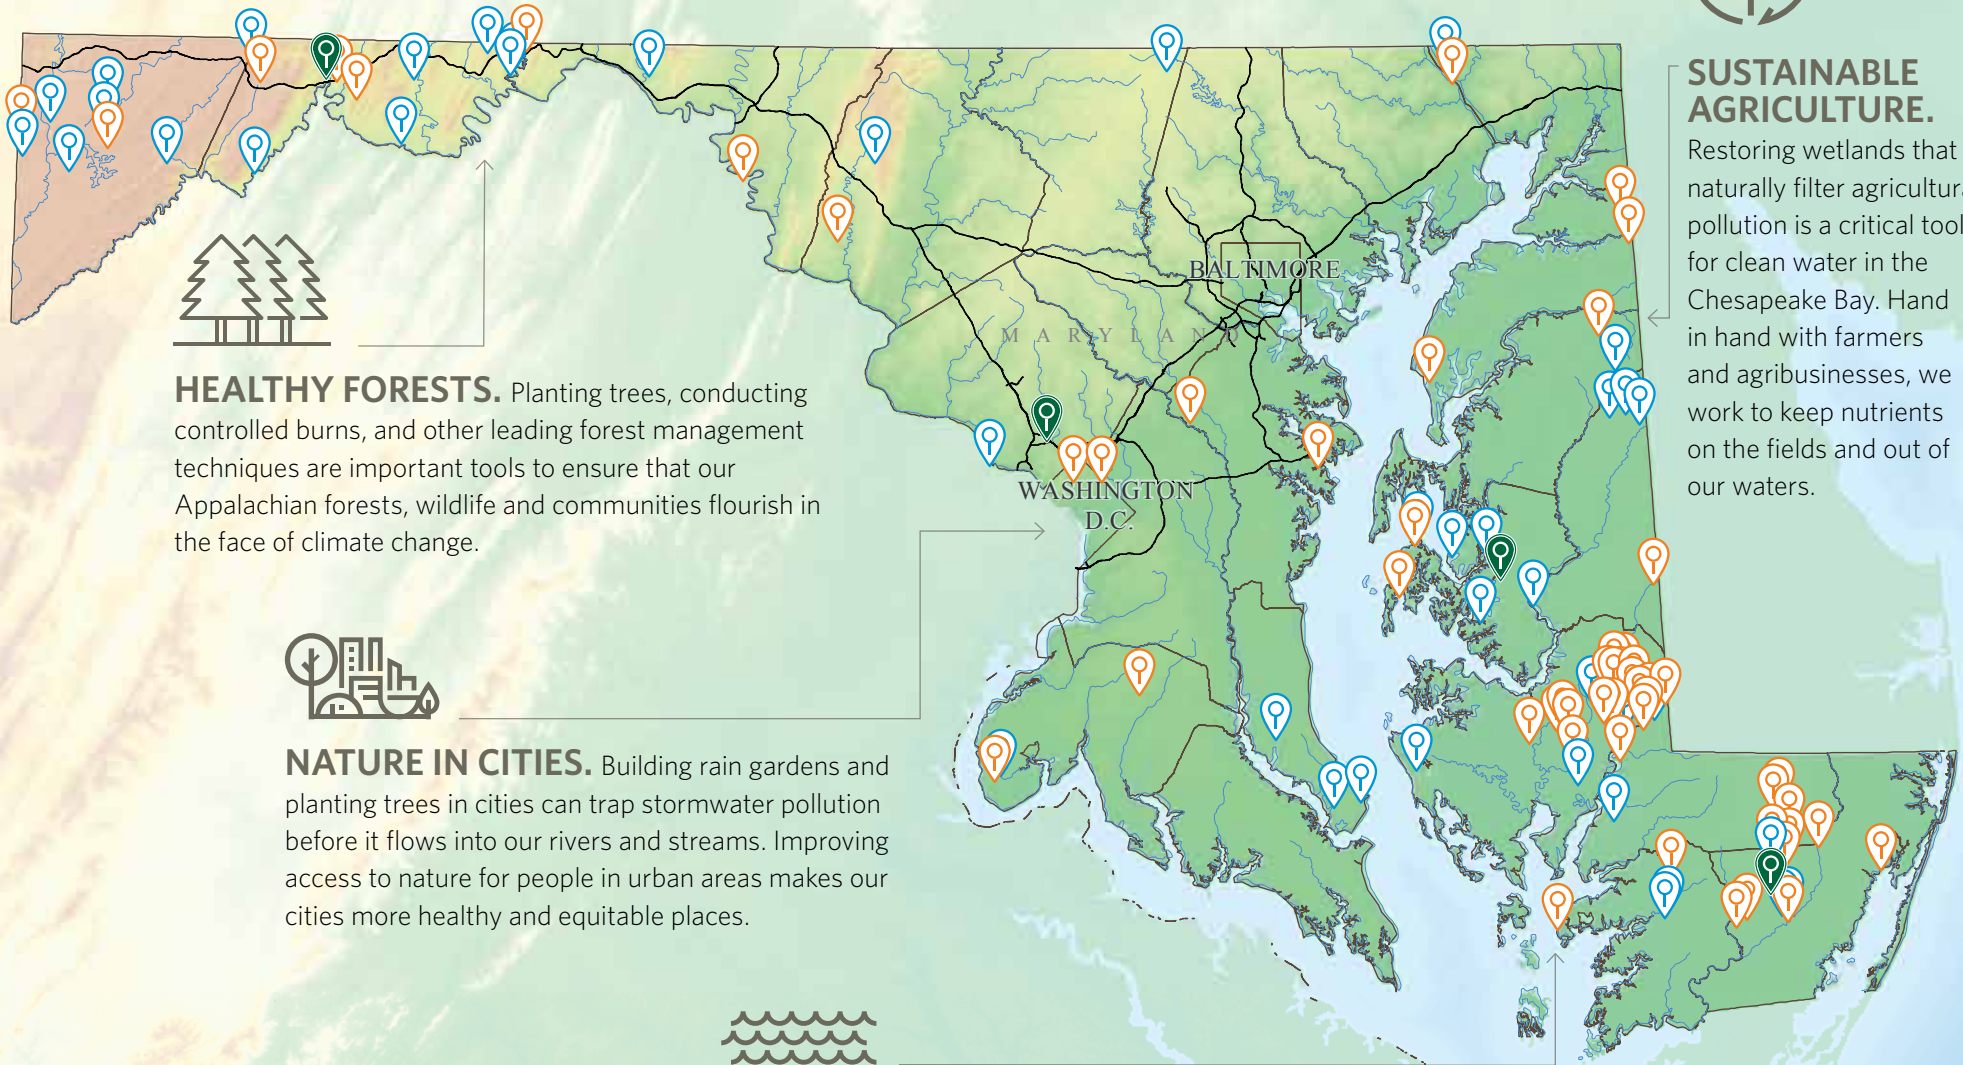 SUSTAINABLE
AGRICULTURE.
Restoring wetlands that
naturally filter
pollution is a critical tool
for clean water in the
Chesapeake Bay. Hand
in hand with farmers
and agribusinesses, we
work to keep nutrients
on the fields and out of
our waters.
BALTIMORE
MARYLAND
WASHINGTON
D.C.
HEALTHY FORESTS. Planting trees, conducting
controlled burns, and other leading forest management
techniques are important tools to ensure that our
Appalachian forests, wildlife and communities flourish in
the face of climate change.
NATURE IN CITIES. Building rain gardens and
planting trees in cities can trap stormwater pollution
before it flows into our rivers and streams. Improving
access to nature for people in urban areas makes our
cities more healthy and equitable places.